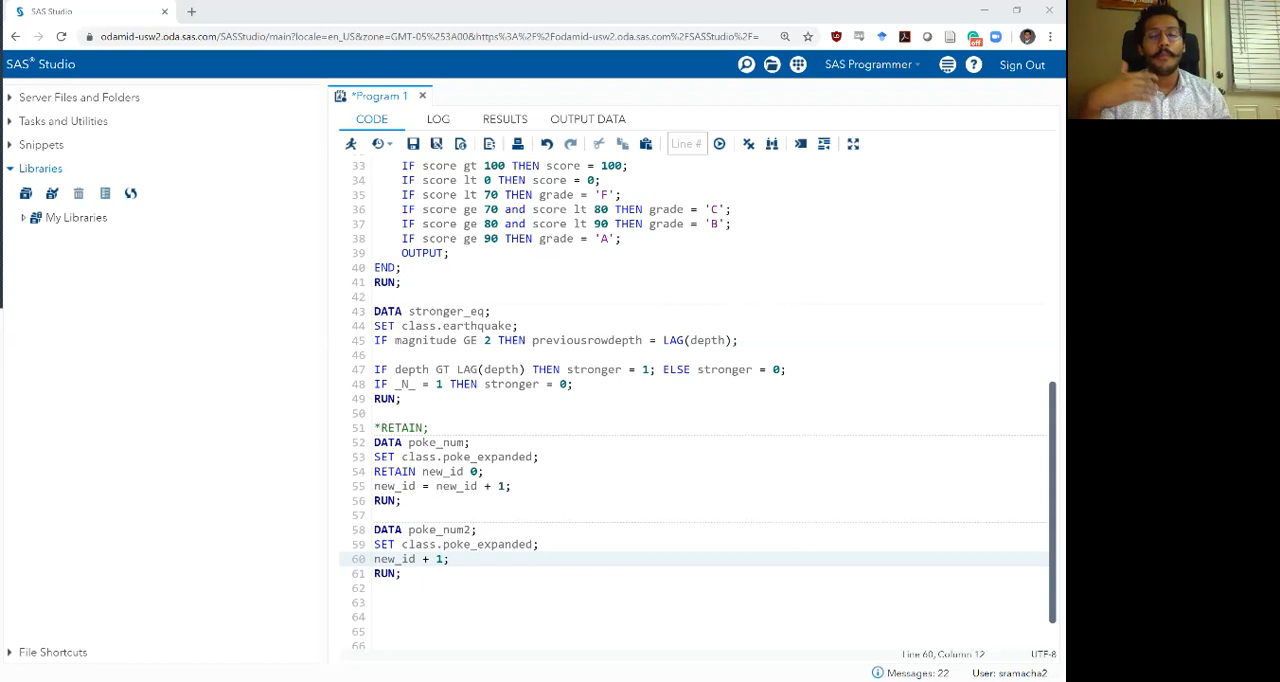 SAS Studio
odamid-usw2.oda.sas.com/SASStudio/main?locale=en_US&zone=GMT-05%253A00&https%3A%2F%2Fodamid-usw2.oda.sas.com%2FSASStudio%2F=
SAS® Studio
SAS Programmer
Sign Out
Server Files and Folders
Tasks and Utilities
Snippets
Libraries
My Libraries
File Shortcuts
*Program 1
CODE LOG RESULTS OUTPUT DATA
Line #
33 IF score gt 100 THEN score = 100;
34 IF score lt 0 THEN score = 0;
35 IF score lt 70 THEN grade = 'F';
36 IF score ge 70 and score lt 80 THEN grade = 'C';
37 IF score ge 80 and score lt 90 THEN grade = 'B';
38 IF score ge 90 THEN grade = 'A';
39 OUTPUT;
40 END;
41 RUN;
42
43 DATA stronger_eq;
44 SET class.earthquake;
45 IF magnitude GE 2 THEN previousrowdepth = LAG(depth);
46
47 IF depth GT LAG(depth) THEN stronger = 1; ELSE stronger = 0;
48 IF _N_ = 1 THEN stronger = 0;
49 RUN;
50
51 *RETAIN;
52 DATA poke_num;
53 SET class.poke_expanded;
54 RETAIN new_id 0;
55 new_id = new_id + 1;
56 RUN;
57
58 DATA poke_num2;
59 SET class.poke_expanded;
60 new_id + 1;
61 RUN;
62
63
64
65
66
Line 60, Column 12
UTF-8
Messages: 22
User: sramacha2